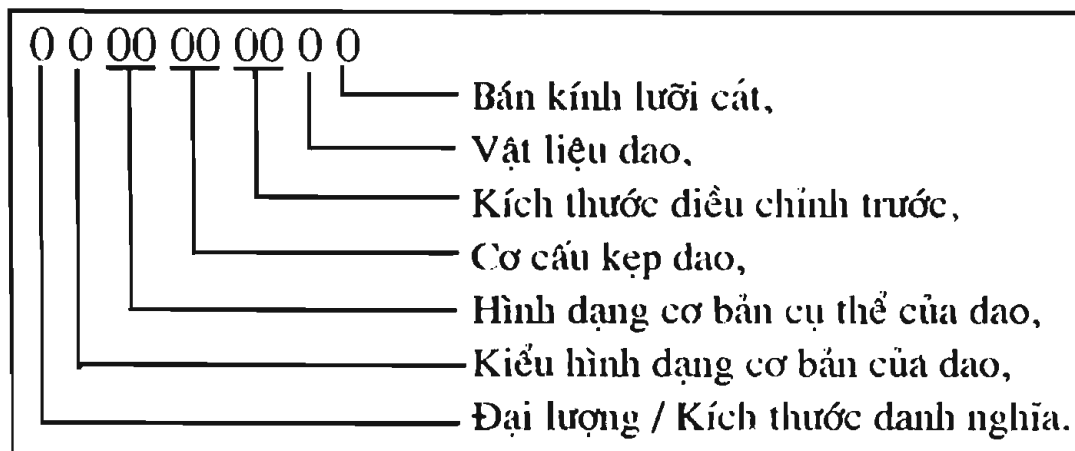 0 0 00 00 00 0 0
Bán kính lưỡi cát,
Vật liệu dao,
Kích thước diều chỉnh trước,
Cơ cấu kẹp dao,
Hình dạng cơ bản cụ thể của dao,
Kiểu hình dạng cơ bản của dao,
Đại lượng / Kích thước danh nghĩa.